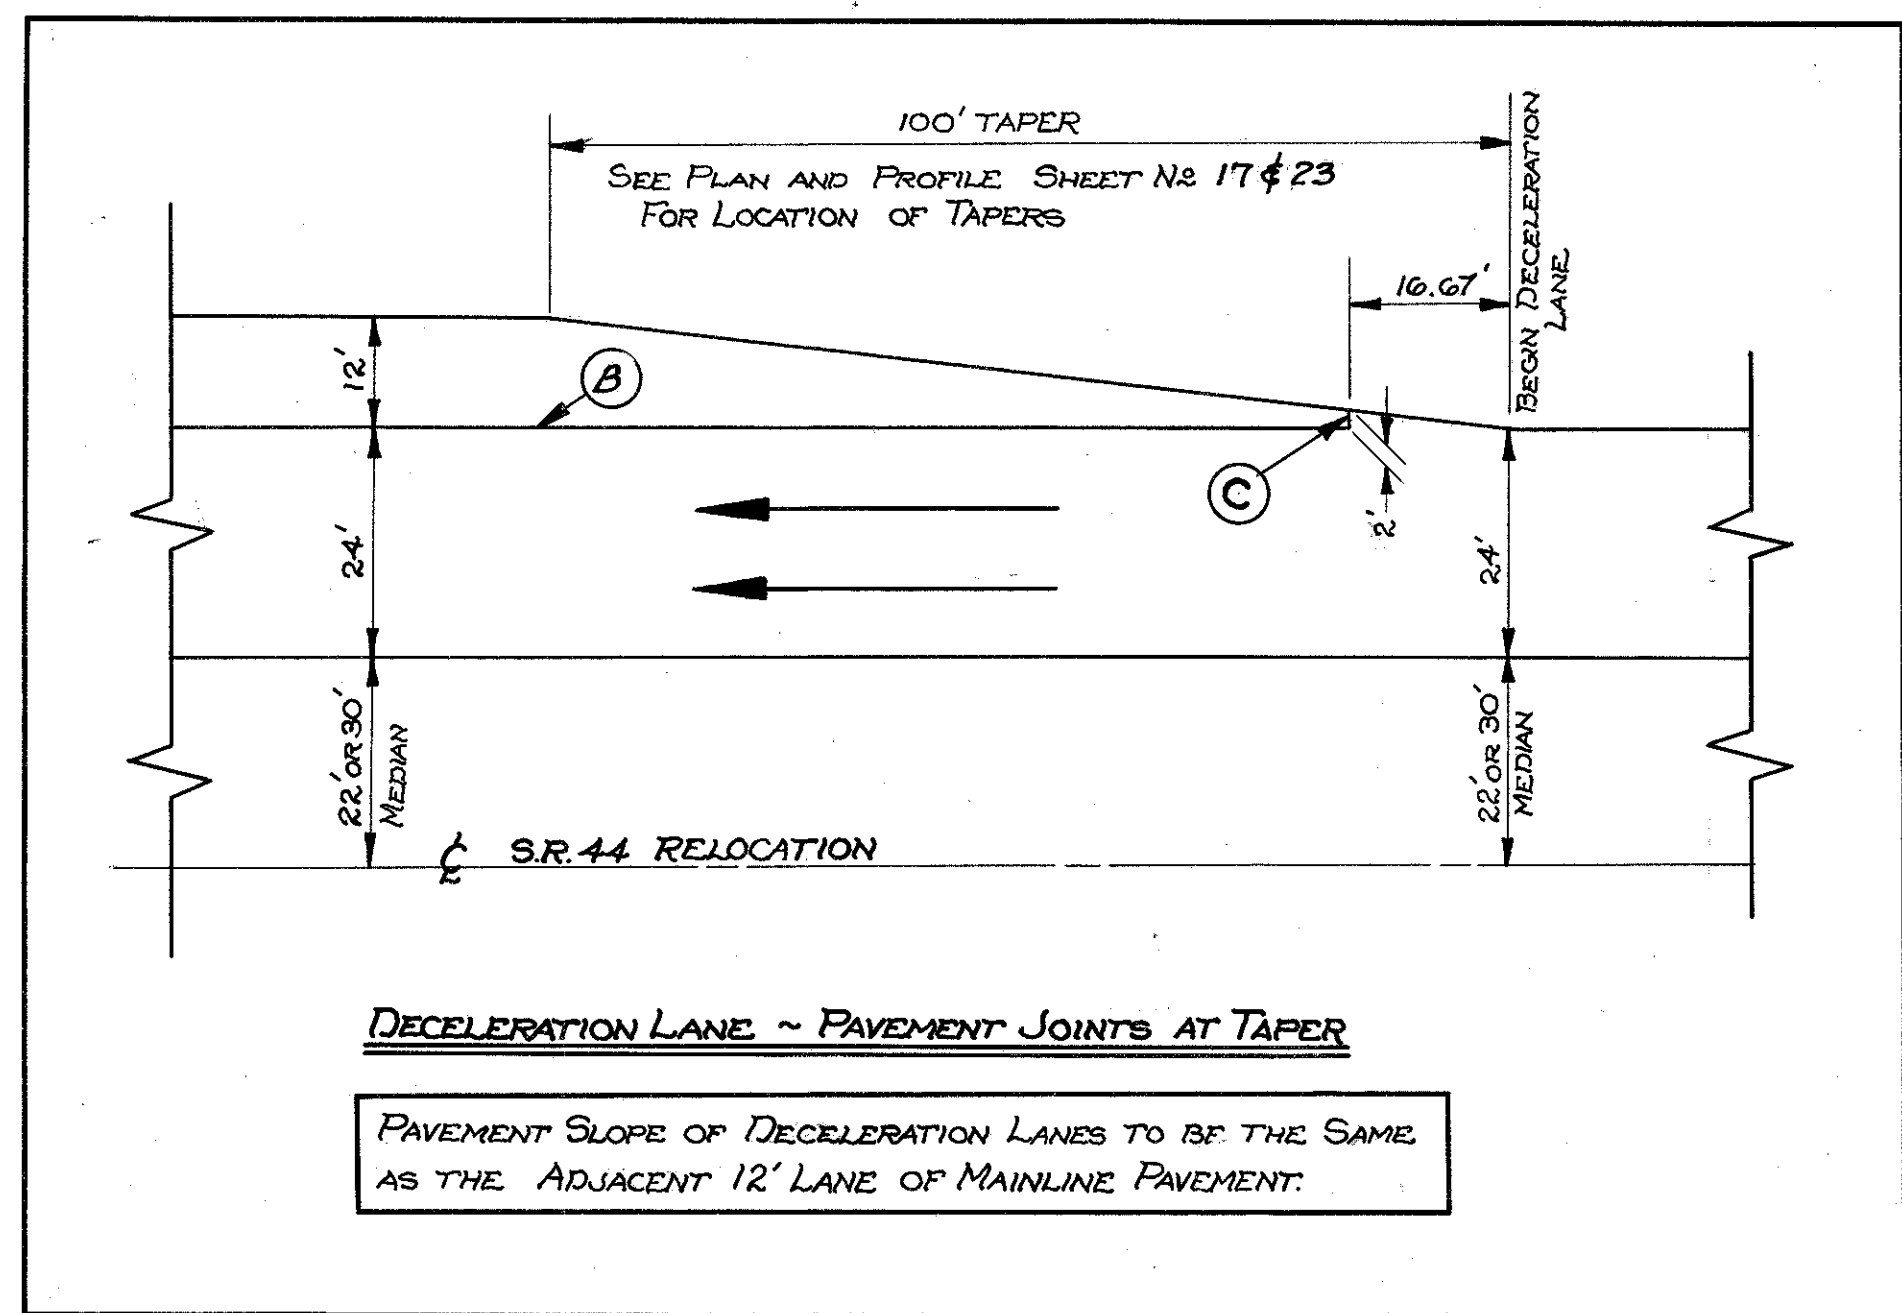 100' TAPER
SEE PLAN AND PROFILE SHEET No 17 & 23
FOR LOCATION OF TAPERS
BEGIN DECELERATION
LANE
16.67'
12'
B
C
2'
24'
24'
22' OR 30'
MEDIAN
22' OR 30'
MEDIAN
℄ S.R. 44 RELOCATION
DECELERATION LANE ~ PAVEMENT JOINTS AT TAPER
PAVEMENT SLOPE OF DECELERATION LANES TO BE THE SAME
AS THE ADJACENT 12' LANE OF MAINLINE PAVEMENT.